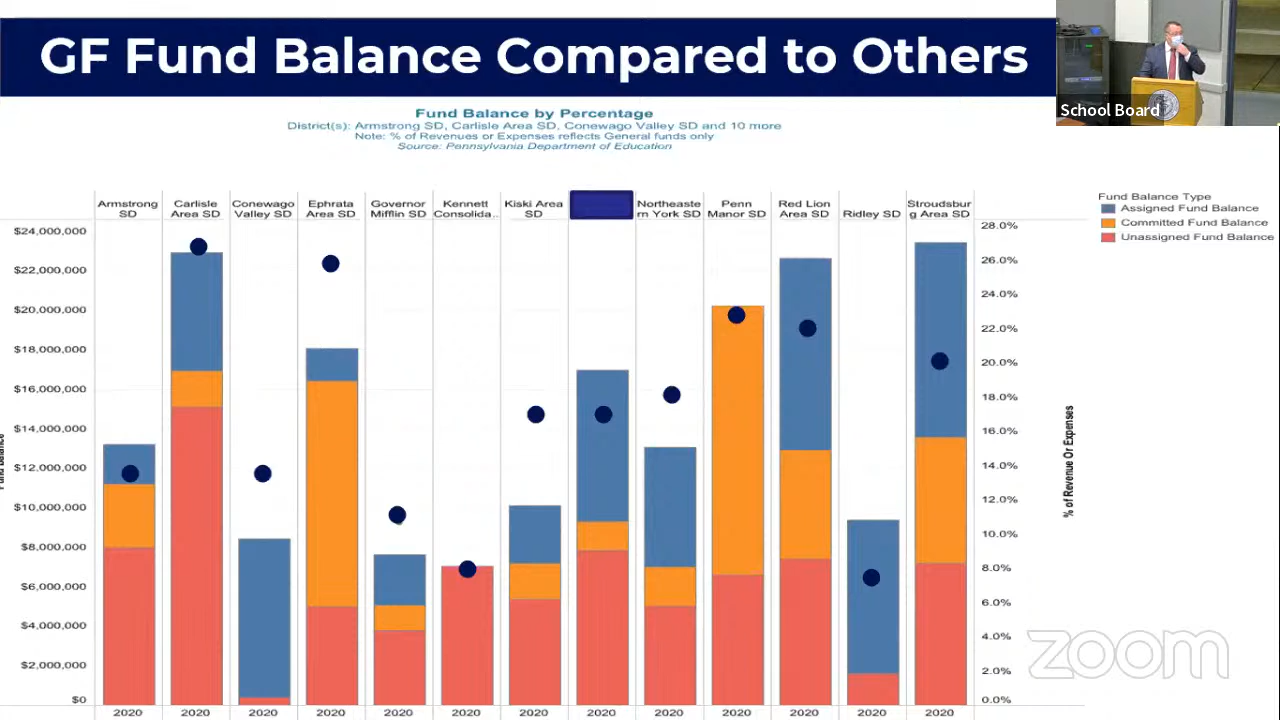 GF Fund Balance Compared to Others
School Board
Fund Balance by Percentage
District(s): Armstrong SD, Carlisle Area SD, Conewago Valley SD and 10 more
Note: % of Revenues or Expenses reflects General funds only
Source: Pennsylvania Department of Education
Armstrong
SD
Carlisle
Area SD
Conewago
Valley SD
Ephrata
Area SD
Governor
Mifflin SD
Kennett
Consolida..
Kiski Area
SD
Northeaste
rn York SD
Penn
Manor SD
Red Lion
Area SD
Ridley SD
Stroudsbur
g Area SD
Fund Balance Type
Assigned Fund Balance
Committed Fund Balance
Unassigned Fund Balance
$24,000,000
$22,000,000
$20,000,000
$18,000,000
$16,000,000
$14,000,000
$12,000,000
$10,000,000
$8,000,000
$6,000,000
$4,000,000
$2,000,000
$0
28.0%
26.0%
24.0%
22.0%
20.0%
18.0%
16.0%
14.0%
12.0%
10.0%
8.0%
6.0%
4.0%
2.0%
0.0%
% of Revenue Or Expenses
2020 2020 2020 2020 2020 2020 2020 2020 2020 2020 2020 2020 2020
zoom